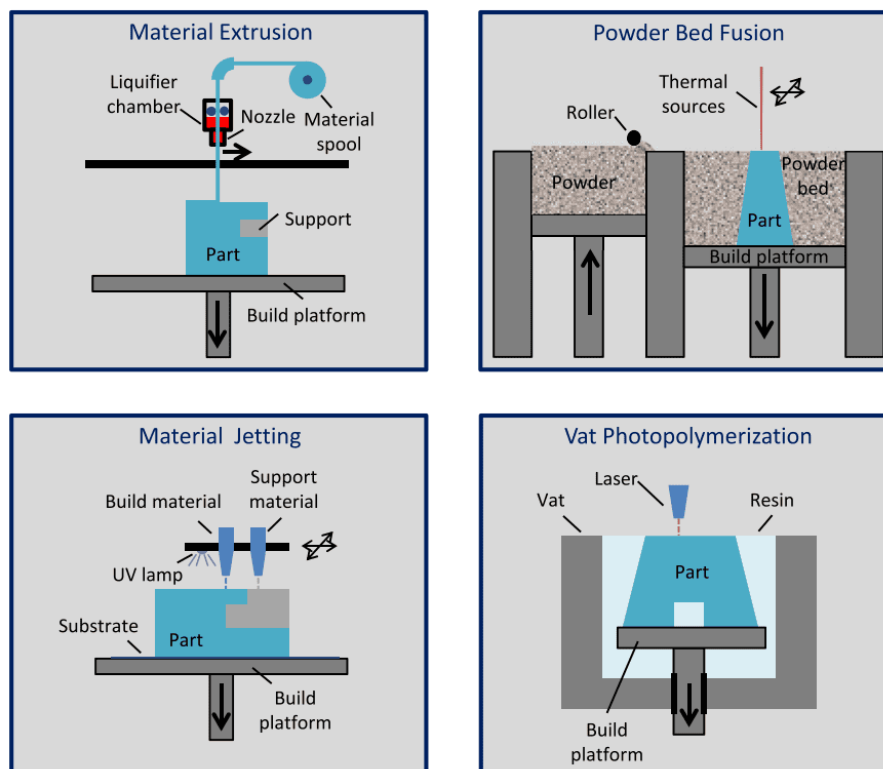 Material Extrusion
Liquifier
chamber
Nozzle
Material
spool
Support
Part
Build platform
Powder Bed Fusion
Thermal
sources
Roller
Powder
Powder
bed
Part
Build platform
Material Jetting
Support
material
Build material
UV lamp
Substrate
Part
Build
platform
Vat Photopolymerization
Laser
Vat
Resin
Part
Build
platform